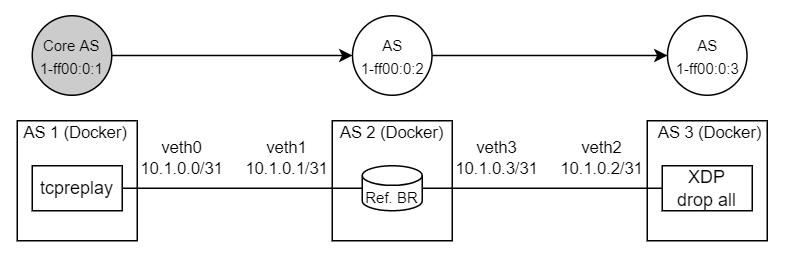 Core AS
1-ff00:0:1
AS
1-ff00:0:2
AS
1-ff00:0:3
AS 1 (Docker)
tcpreplay
veth0
10.1.0.0/31
veth1
10.1.0.1/31
AS 2 (Docker)
Ref. BR
veth3
10.1.0.3/31
veth2
10.1.0.2/31
AS 3 (Docker)
XDP
drop all